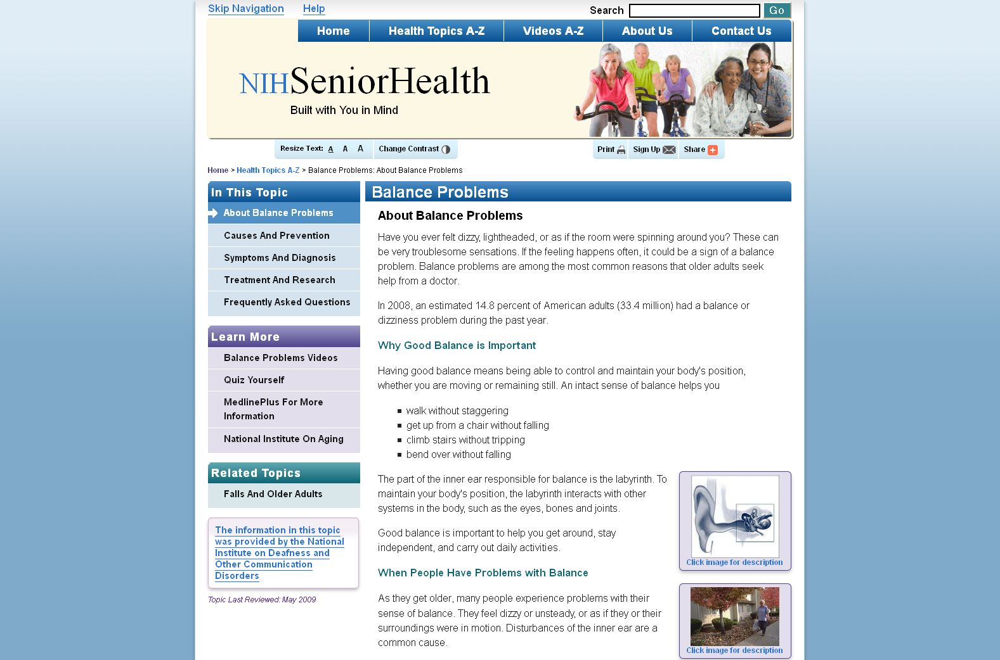 Skip Navigation Help Search Go
Home Health Topics A-Z Videos A-Z About Us Contact Us
NIHSeniorHealth
Built with You in Mind
Resize Text: A A A Change Contrast Print Sign Up Share
Home > Health Topics A-Z > Balance Problems: About Balance Problems
In This Topic
About Balance Problems
Causes And Prevention
Symptoms And Diagnosis
Treatment And Research
Frequently Asked Questions
Learn More
Balance Problems Videos
Quiz Yourself
MedlinePlus For More
Information
National Institute On Aging
Related Topics
Falls And Older Adults
The information in this topic
was provided by the National
Institute on Deafness and
Other Communication
Disorders
Topic Last Reviewed: May 2009
Balance Problems
About Balance Problems
Have you ever felt dizzy, lightheaded, or as if the room were spinning around you? These can
be very troublesome sensations. If the feeling happens often, it could be a sign of a balance
problem. Balance problems are among the most common reasons that older adults seek
help from a doctor.
In 2008, an estimated 14.8 percent of American adults (33.4 million) had a balance or
dizziness problem during the past year.
Why Good Balance is Important
Having good balance means being able to control and maintain your body's position,
whether you are moving or remaining still. An intact sense of balance helps you
walk without staggering
get up from a chair without falling
climb stairs without tripping
bend over without falling
The part of the inner ear responsible for balance is the labyrinth. To
maintain your body's position, the labyrinth interacts with other
systems in the body, such as the eyes, bones and joints.
Good balance is important to help you get around, stay
independent, and carry out daily activities.
Click image for description
When People Have Problems with Balance
As they get older, many people experience problems with their
sense of balance. They feel dizzy or unsteady, or as if they or their
surroundings were in motion. Disturbances of the inner ear are a
common cause.
Click image for description